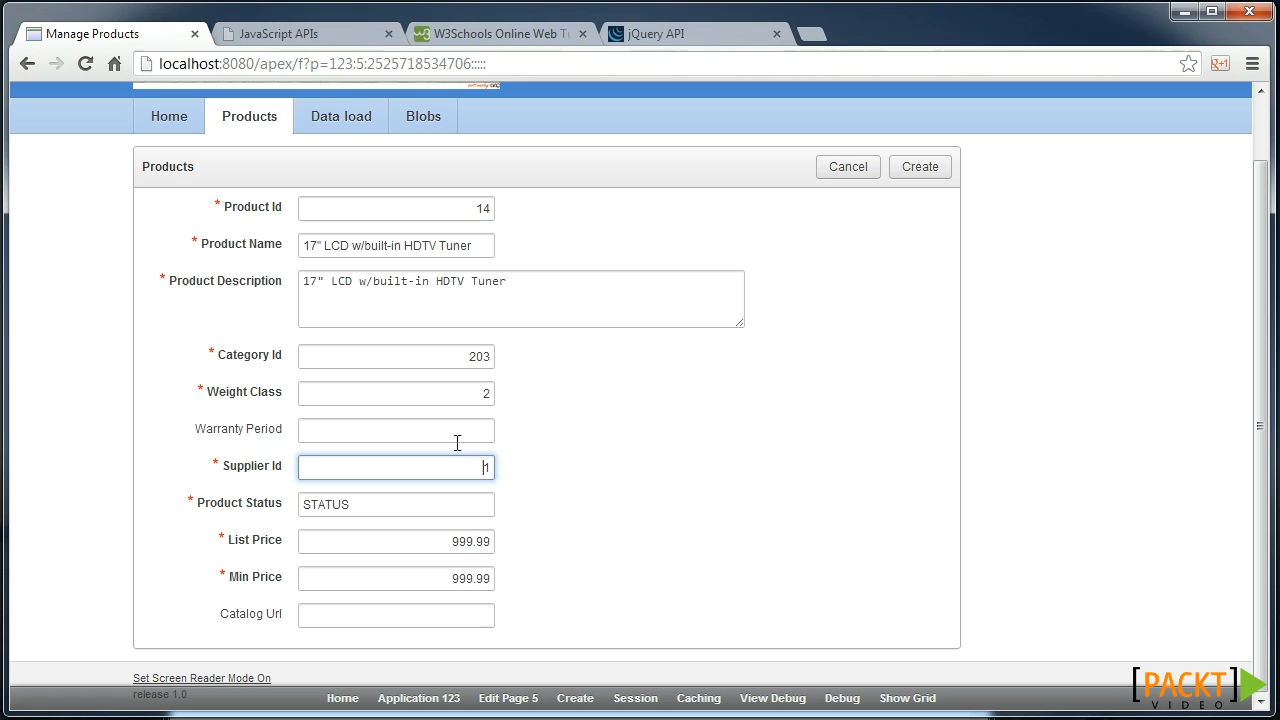 Manage Products
JavaScript APIs
W3Schools Online Web Tu
jQuery API
localhost:8080/apex/f?p=123:5:2525718534706:::::
g+1
Home
Products
Data load
Blobs
Products
Cancel
Create
* Product Id
14
* Product Name
17" LCD w/built-in HDTV Tuner
* Product Description
17" LCD w/built-in HDTV Tuner
* Category Id
203
* Weight Class
2
Warranty Period
* Supplier Id
1
* Product Status
STATUS
* List Price
999.99
* Min Price
999.99
Catalog Url
Set Screen Reader Mode On
release 1.0
Home
Application 123
Edit Page 5
Create
Session
Caching
View Debug
Debug
Show Grid
[PACKT]
VIDEO